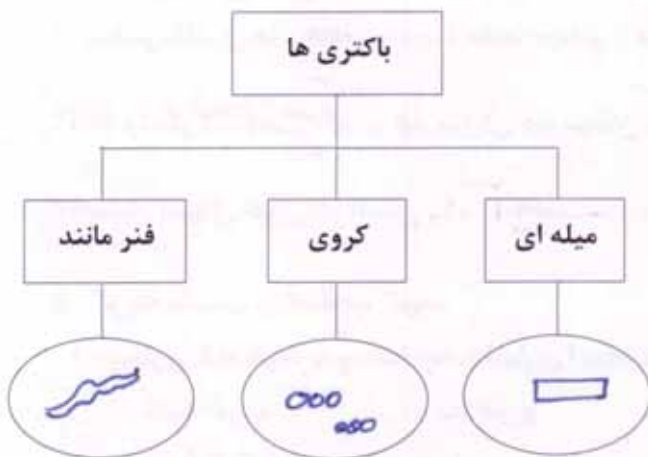 باکتری ها
میله ای
کروی
فنر مانند